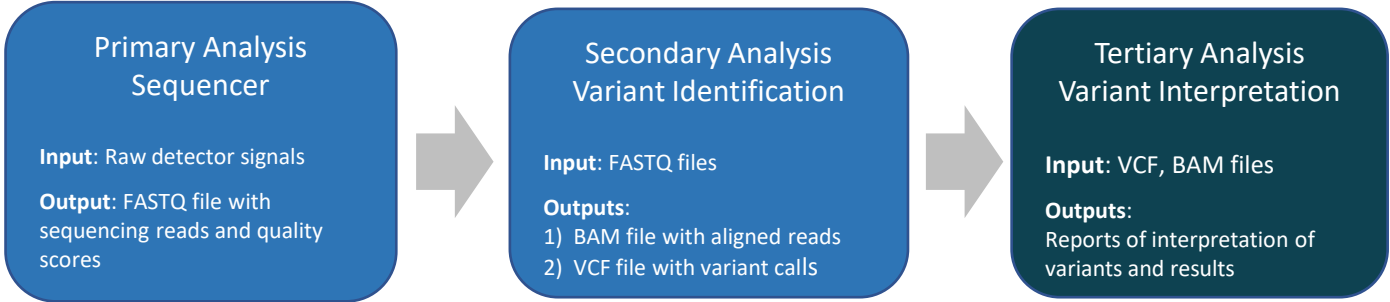 Primary Analysis
Sequencer
Input: Raw detector signals
Output: FASTQ file with
sequencing reads and quality
scores
Secondary Analysis
Variant Identification
Input: FASTQ files
Outputs:
1) BAM file with aligned reads
2) VCF file with variant calls
Tertiary Analysis
Variant Interpretation
Input: VCF, BAM files
Outputs:
Reports of interpretation of
variants and results